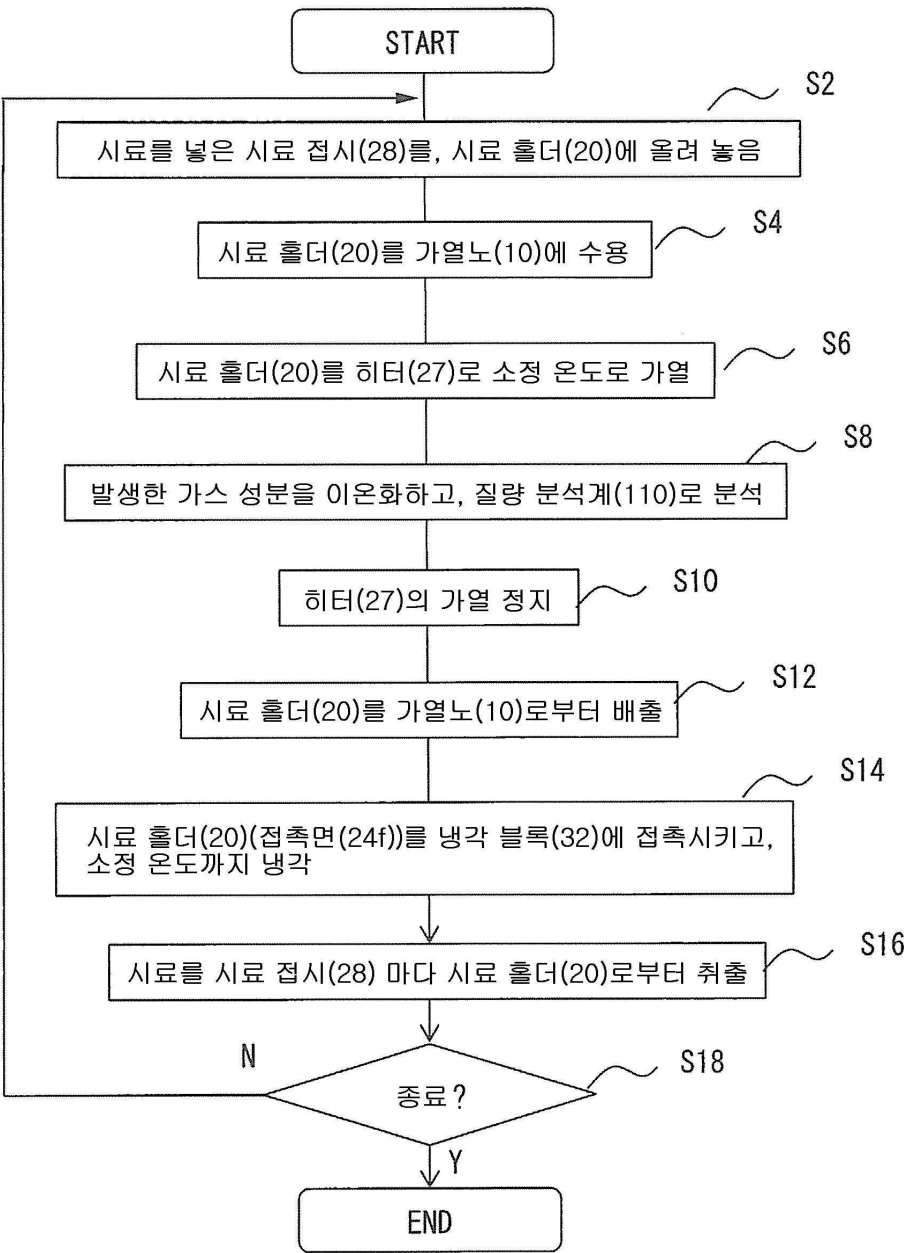 START
S2
시료를 넣은 시료 접시(28)를, 시료 홀더(20)에 올려 놓음
S4
시료 홀더(20)를 가열노(10)에 수용
S6
시료 홀더(20)를 히터(27)로 소정 온도로 가열
S8
발생한 가스 성분을 이온화하고, 질량 분석계(110)로 분석
S10
히터(27)의 가열 정지
S12
시료 홀더(20)를 가열노(10)로부터 배출
S14
시료 홀더(20)(접촉면(24f))를 냉각 블록(32)에 접촉시키고,
소정 온도까지 냉각
S16
시료를 시료 접시(28) 마다 시료 홀더(20)로부터 취출
N
S18
종료?
Y
END